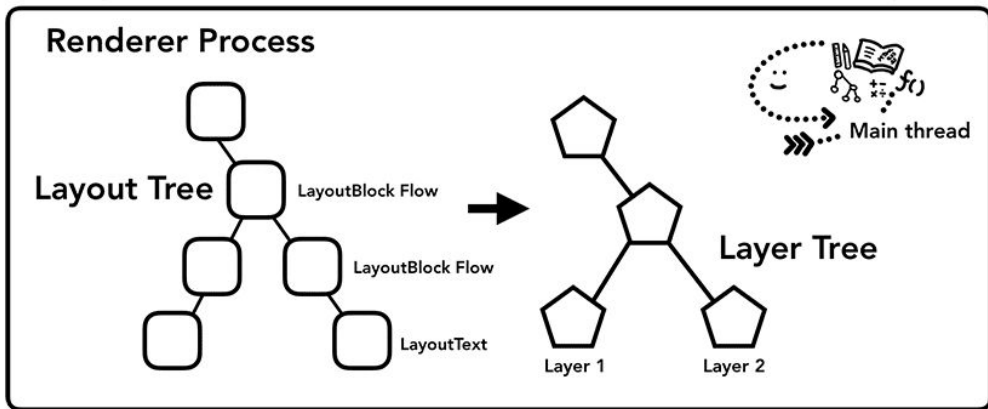 Renderer Process
Layout Tree
LayoutBlock Flow
LayoutBlock Flow
LayoutText
Layer Tree
Layer 1
Layer 2
f()
+-
×÷
Main thread